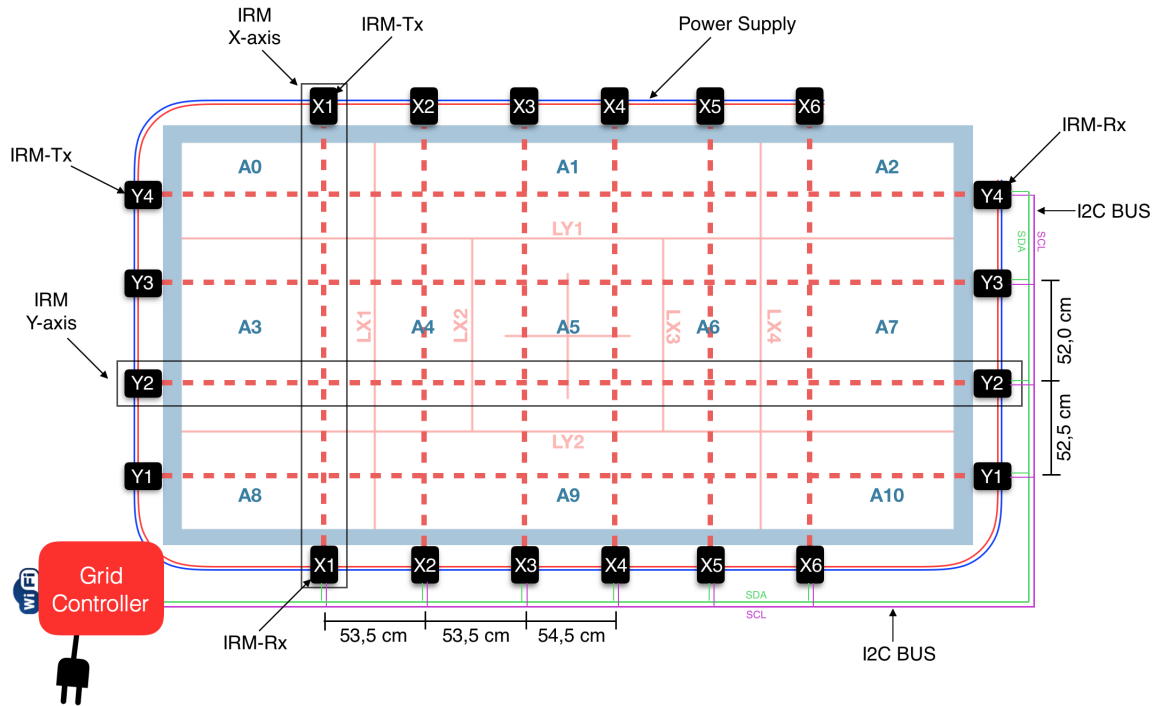 IRM
X-axis
IRM-Tx
Power Supply
X1
X2
X3
X4
X5
X6
IRM-Rx
IRM-Tx
A0
A1
A2
Y4
Y4
I2C BUS
LY1
SDA
SCL
Y3
Y3
IRM
Y-axis
LX1
LX2
LX3
LX4
A3
A4
A5
A6
A7
52,0 cm
Y2
Y2
52,5 cm
LY2
Y1
Y1
A8
A9
A10
X1
X2
X3
X4
X5
X6
WiFi
Grid
Controller
SDA
SCL
IRM-Rx
53,5 cm
53,5 cm
54,5 cm
I2C BUS